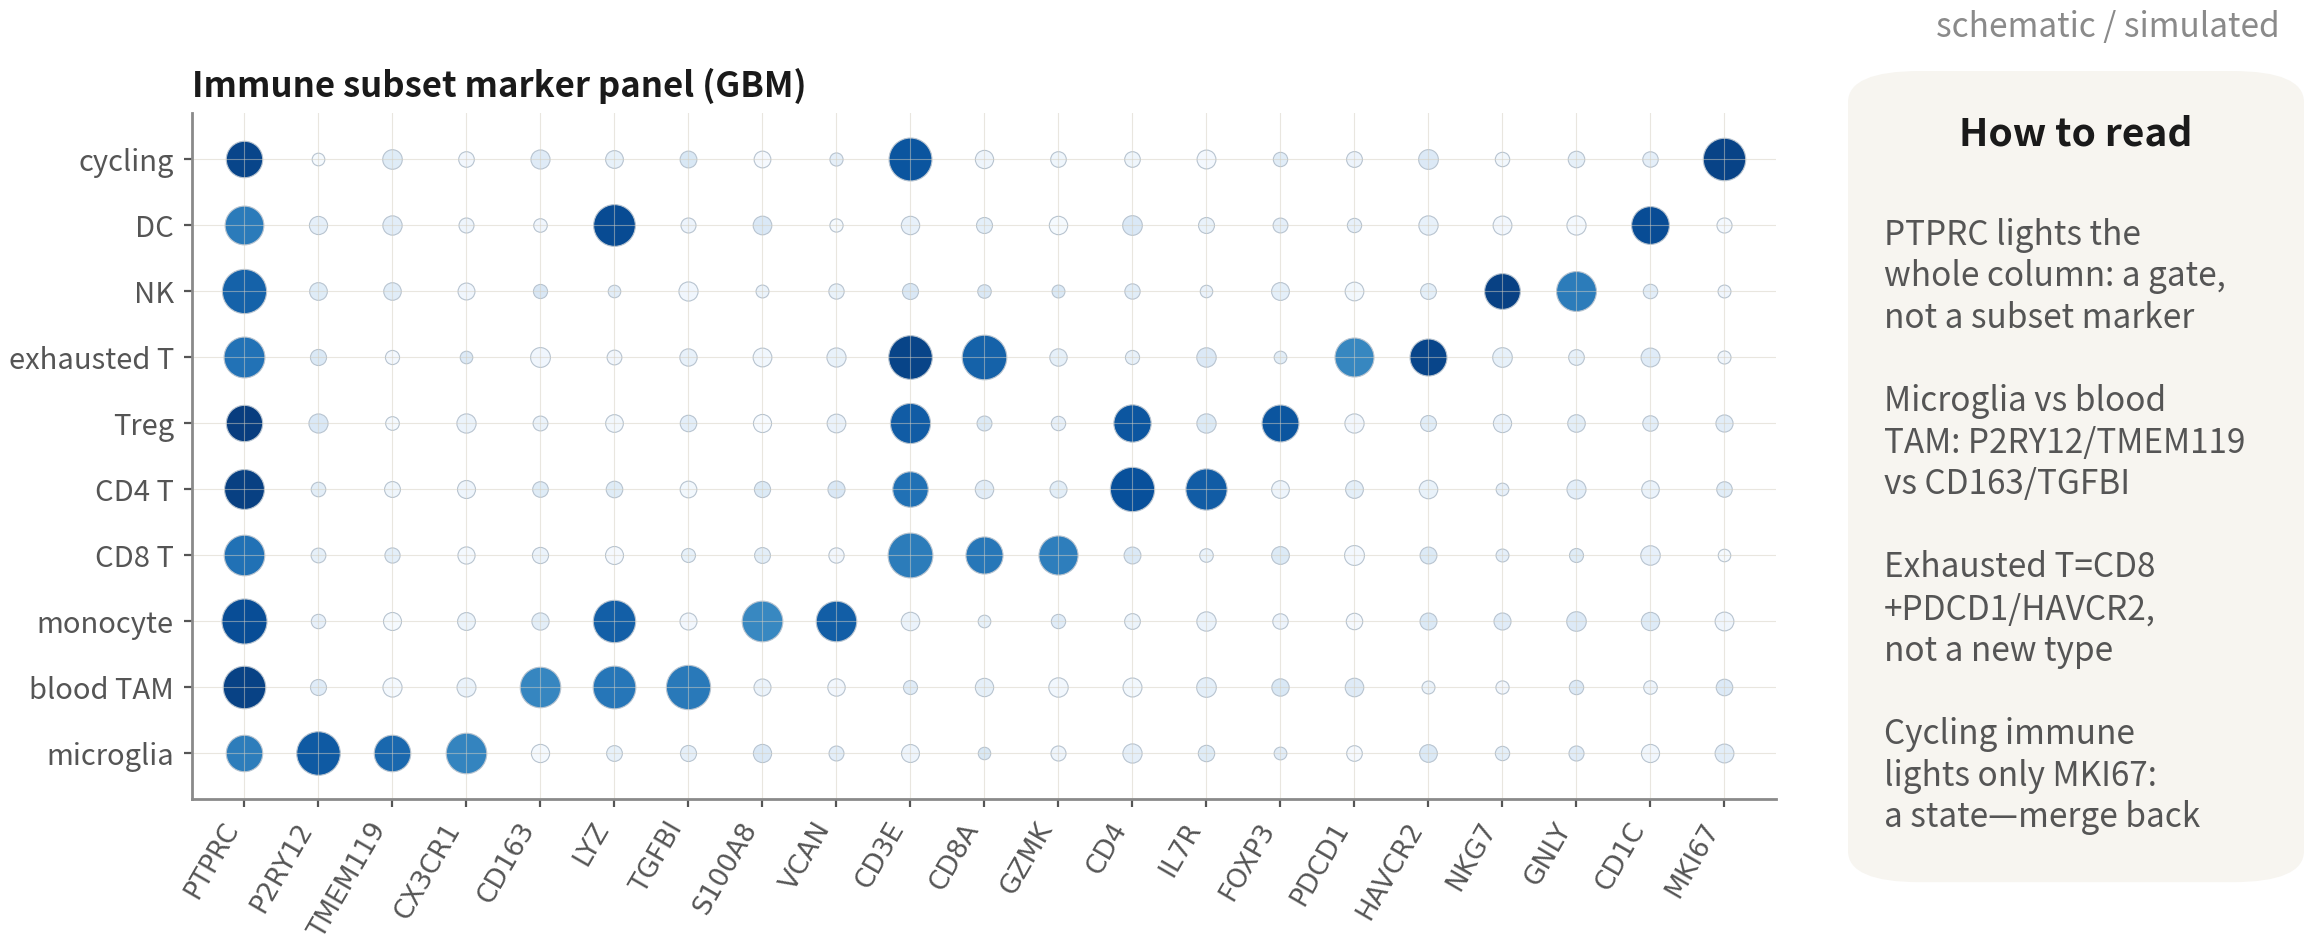 schematic / simulated
Immune subset marker panel (GBM)
cycling
DC
NK
exhausted T
Treg
CD4 T
CD8 T
monocyte
blood TAM
microglia
PTPRC
P2RY12
TMEM119
CX3CR1
CD163
LYZ
TGFBI
S100A8
VCAN
CD3E
CD8A
GZMK
CD4
IL7R
FOXP3
PDCD1
HAVCR2
NKG7
GNLY
CD1C
MKI67
How to read
PTPRC lights the
whole column: a gate,
not a subset marker
Microglia vs blood
TAM: P2RY12/TMEM119
vs CD163/TGFBI
Exhausted T=CD8
+PDCD1/HAVCR2,
not a new type
Cycling immune
lights only MKI67:
a state—merge back